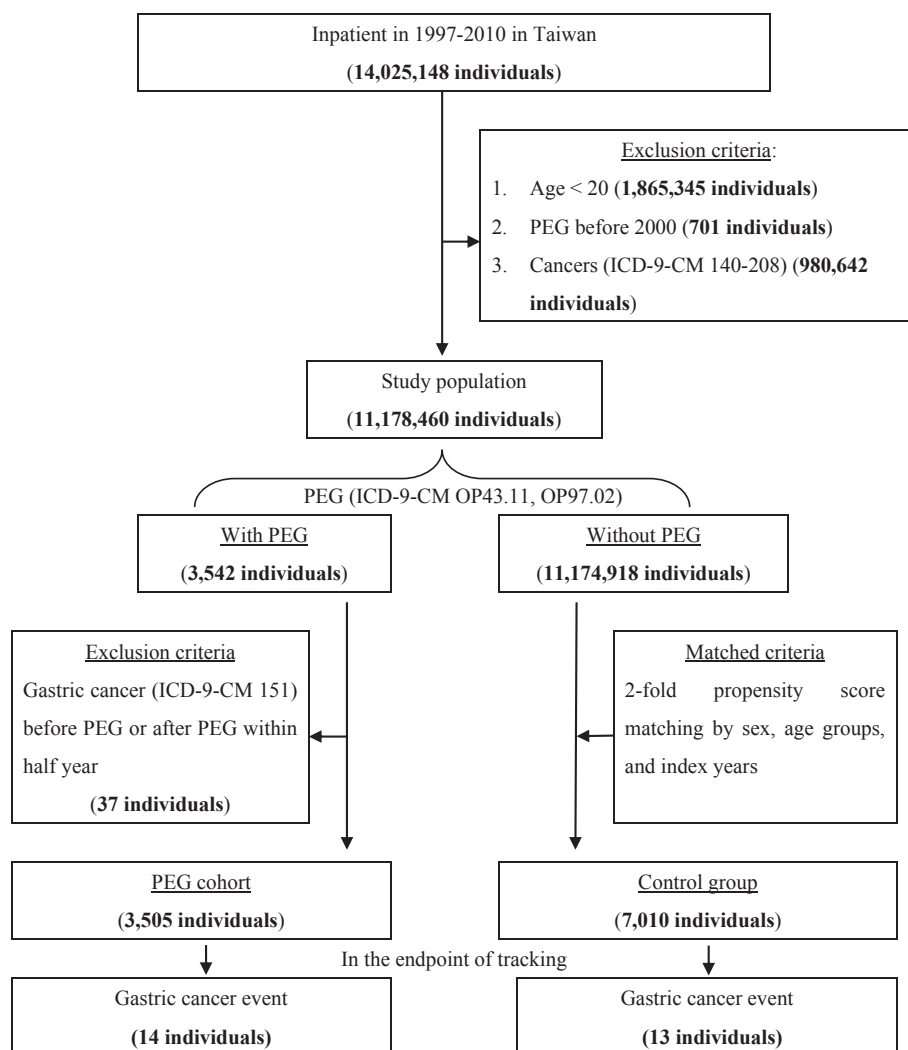 Inpatient in 1997-2010 in Taiwan
(14,025,148 individuals)
Exclusion criteria:
1. Age < 20 (1,865,345 individuals)
2. PEG before 2000 (701 individuals)
3. Cancers (ICD-9-CM 140-208) (980,642
individuals)
Study population
(11,178,460 individuals)
PEG (ICD-9-CM OP43.11, OP97.02)
With PEG
(3,542 individuals)
Without PEG
(11,174,918 individuals)
Exclusion criteria
Gastric cancer (ICD-9-CM 151)
before PEG or after PEG within
half year
(37 individuals)
Matched criteria
2-fold propensity score
matching by sex, age groups,
and index years
PEG cohort
(3,505 individuals)
Control group
(7,010 individuals)
In the endpoint of tracking
Gastric cancer event
(14 individuals)
Gastric cancer event
(13 individuals)